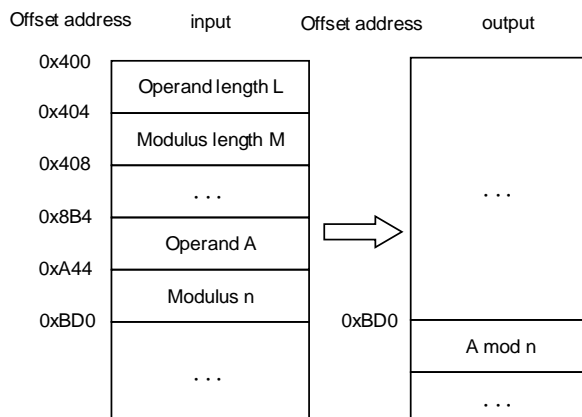 Offset address input Offset address output
0x400
Operand length L
0x404
Modulus length M
0x408
. . .
. . .
0x8B4
Operand A
0xA44
Modulus n
0xBD0 0xBD0
A mod n
. . .
. . .